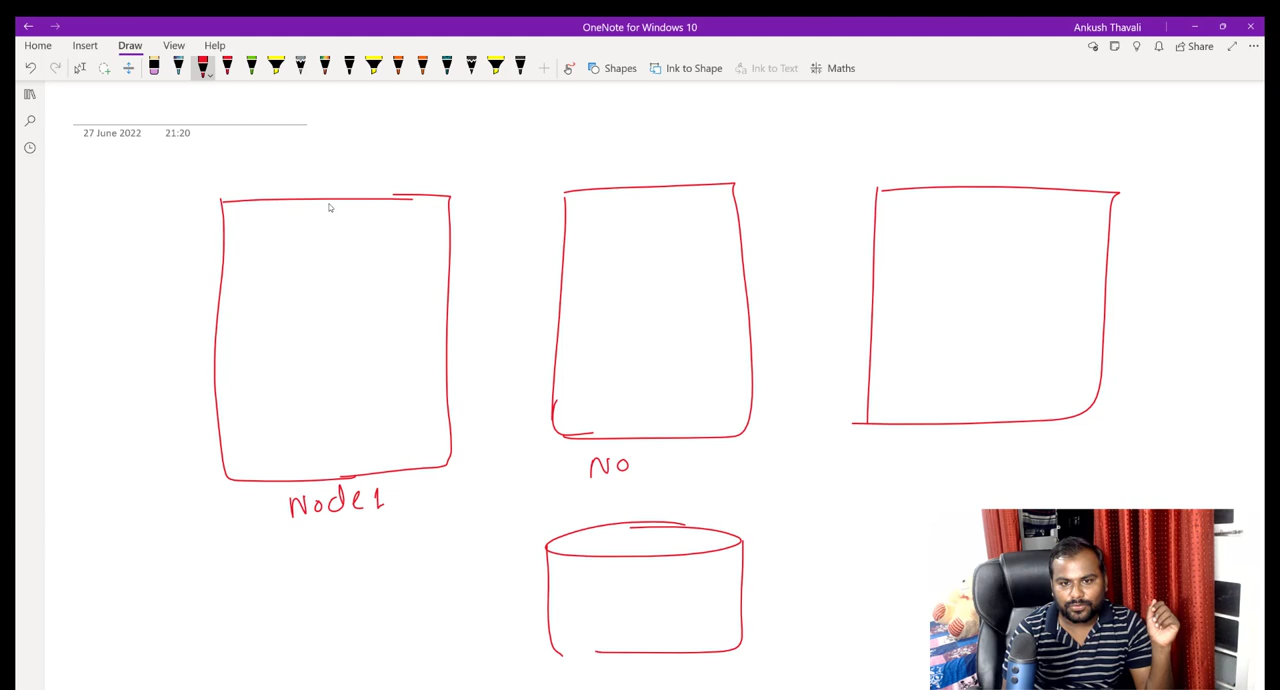 OneNote for Windows 10
Ankush Thavali
Home Insert Draw View Help
Share
Shapes Ink to Shape Ink to Text Maths
27 June 2022 21:20
Node1
NO